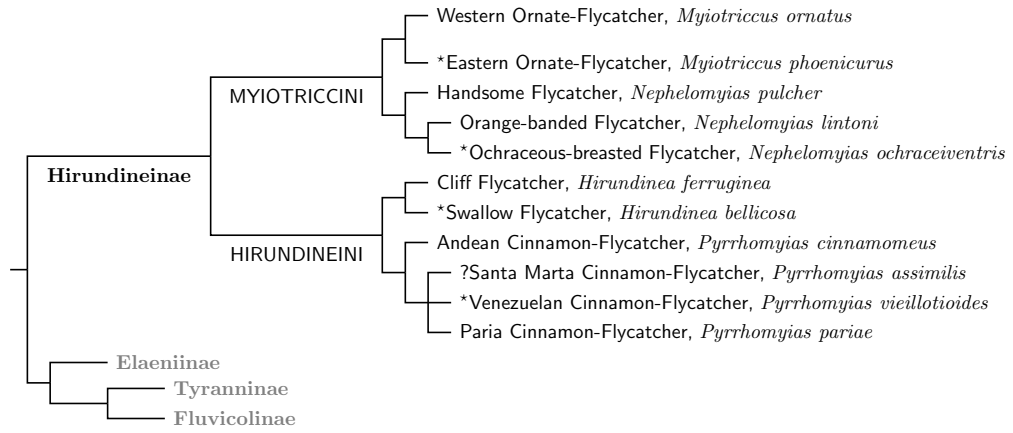 Western Ornate-Flycatcher, Myiotriccus ornatus
*Eastern Ornate-Flycatcher, Myiotriccus phoenicurus
MYIOTRICCINI
Handsome Flycatcher, Nephelomyias pulcher
Orange-banded Flycatcher, Nephelomyias lintoni
*Ochraceous-breasted Flycatcher, Nephelomyias ochraceiventris
Hirundineinae
Cliff Flycatcher, Hirundinea ferruginea
*Swallow Flycatcher, Hirundinea bellicosa
HIRUNDINEINI
Andean Cinnamon-Flycatcher, Pyrrhomyias cinnamomeus
?Santa Marta Cinnamon-Flycatcher, Pyrrhomyias assimilis
*Venezuelan Cinnamon-Flycatcher, Pyrrhomyias vieillotioides
Paria Cinnamon-Flycatcher, Pyrrhomyias pariae
Elaeniinae
Tyranninae
Fluvicolinae